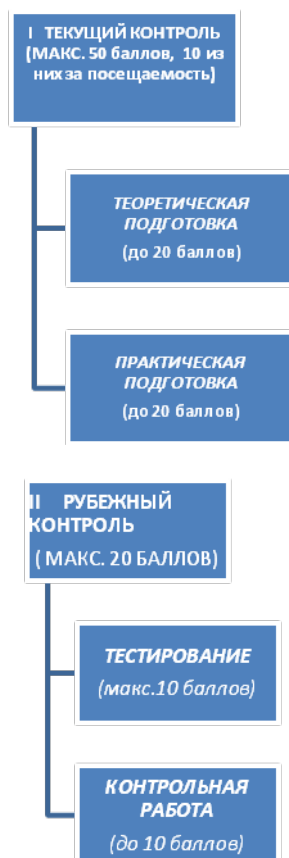 I ТЕКУЩИЙ КОНТРОЛЬ
(МАКС. 50 баллов, 10 из
них за посещаемость)
ТЕОРЕТИЧЕСКАЯ
ПОДГОТОВКА
(до 20 баллов)
ПРАКТИЧЕСКАЯ
ПОДГОТОВКА
(до 20 баллов)
II РУБЕЖНЫЙ
КОНТРОЛЬ
( МАКС. 20 БАЛЛОВ)
ТЕСТИРОВАНИЕ
(макс.10 баллов)
КОНТРОЛЬНАЯ
РАБОТА
(до 10 баллов)